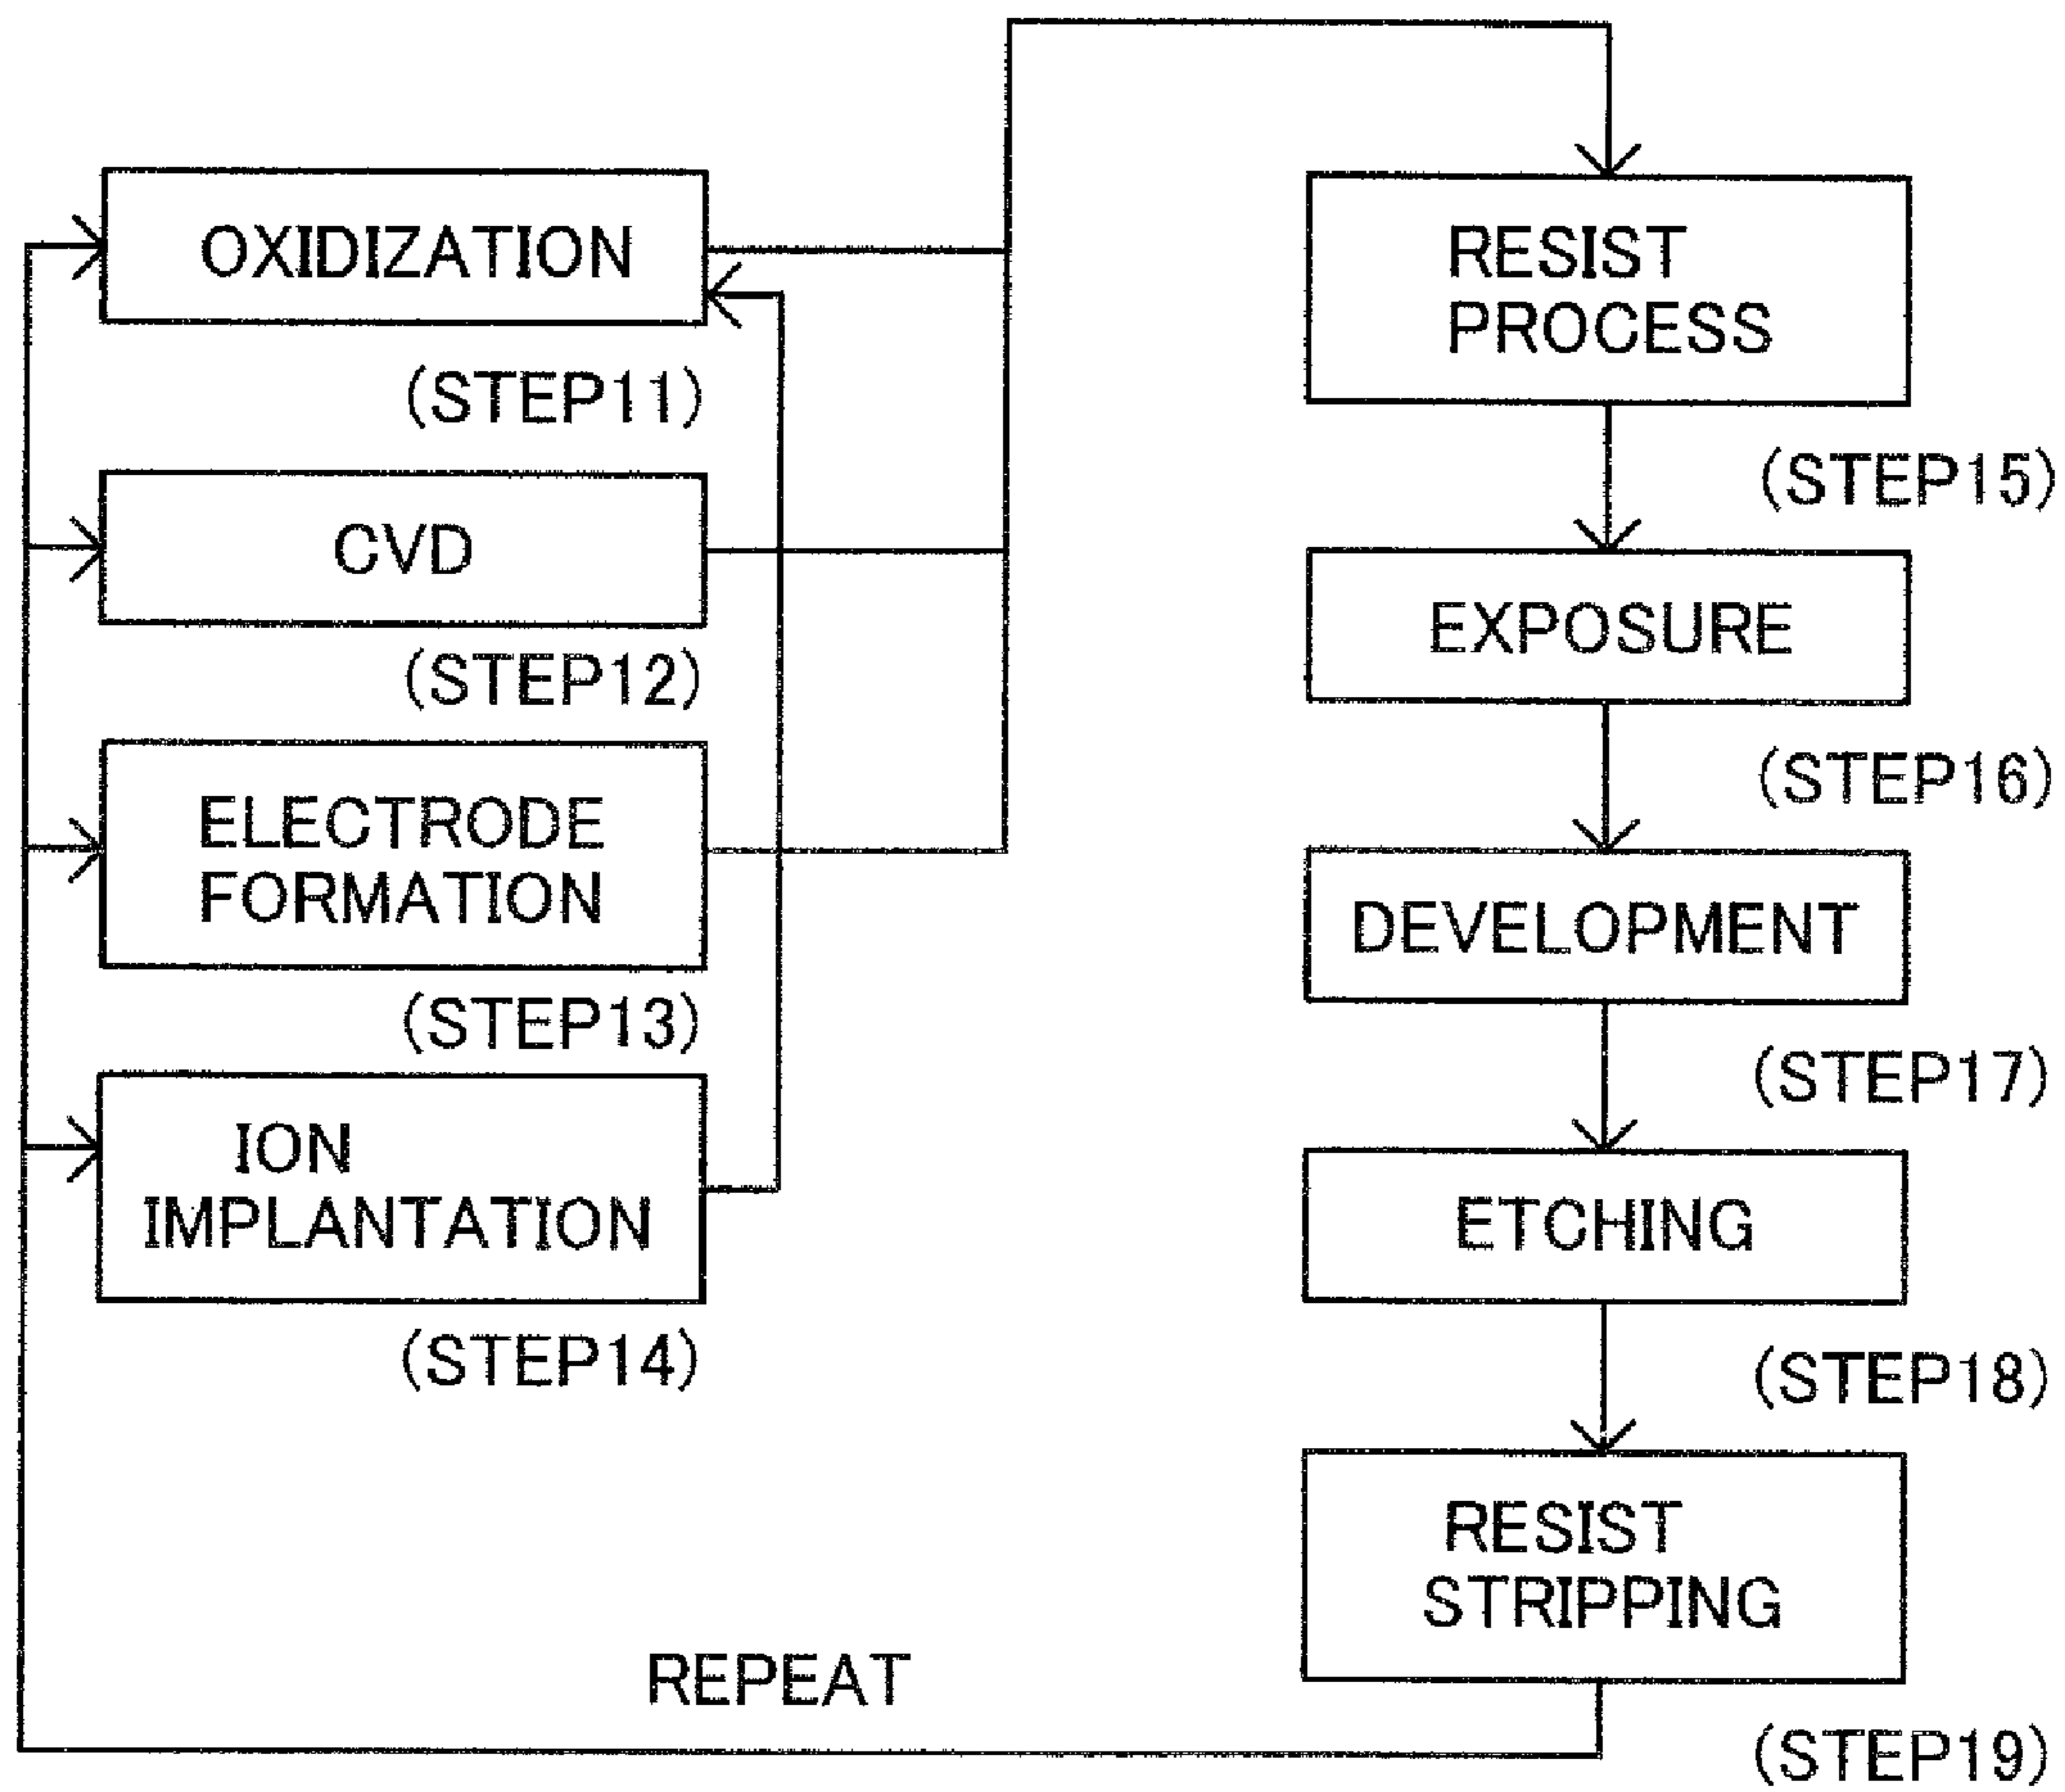 OXIDIZATION
(STEP11)
CVD
(STEP12)
ELECTRODE
FORMATION
(STEP13)
ION
IMPLANTATION
(STEP14)
REPEAT
RESIST
PROCESS
(STEP15)
EXPOSURE
(STEP16)
DEVELOPMENT
(STEP17)
ETCHING
(STEP18)
RESIST
STRIPPING
(STEP19)